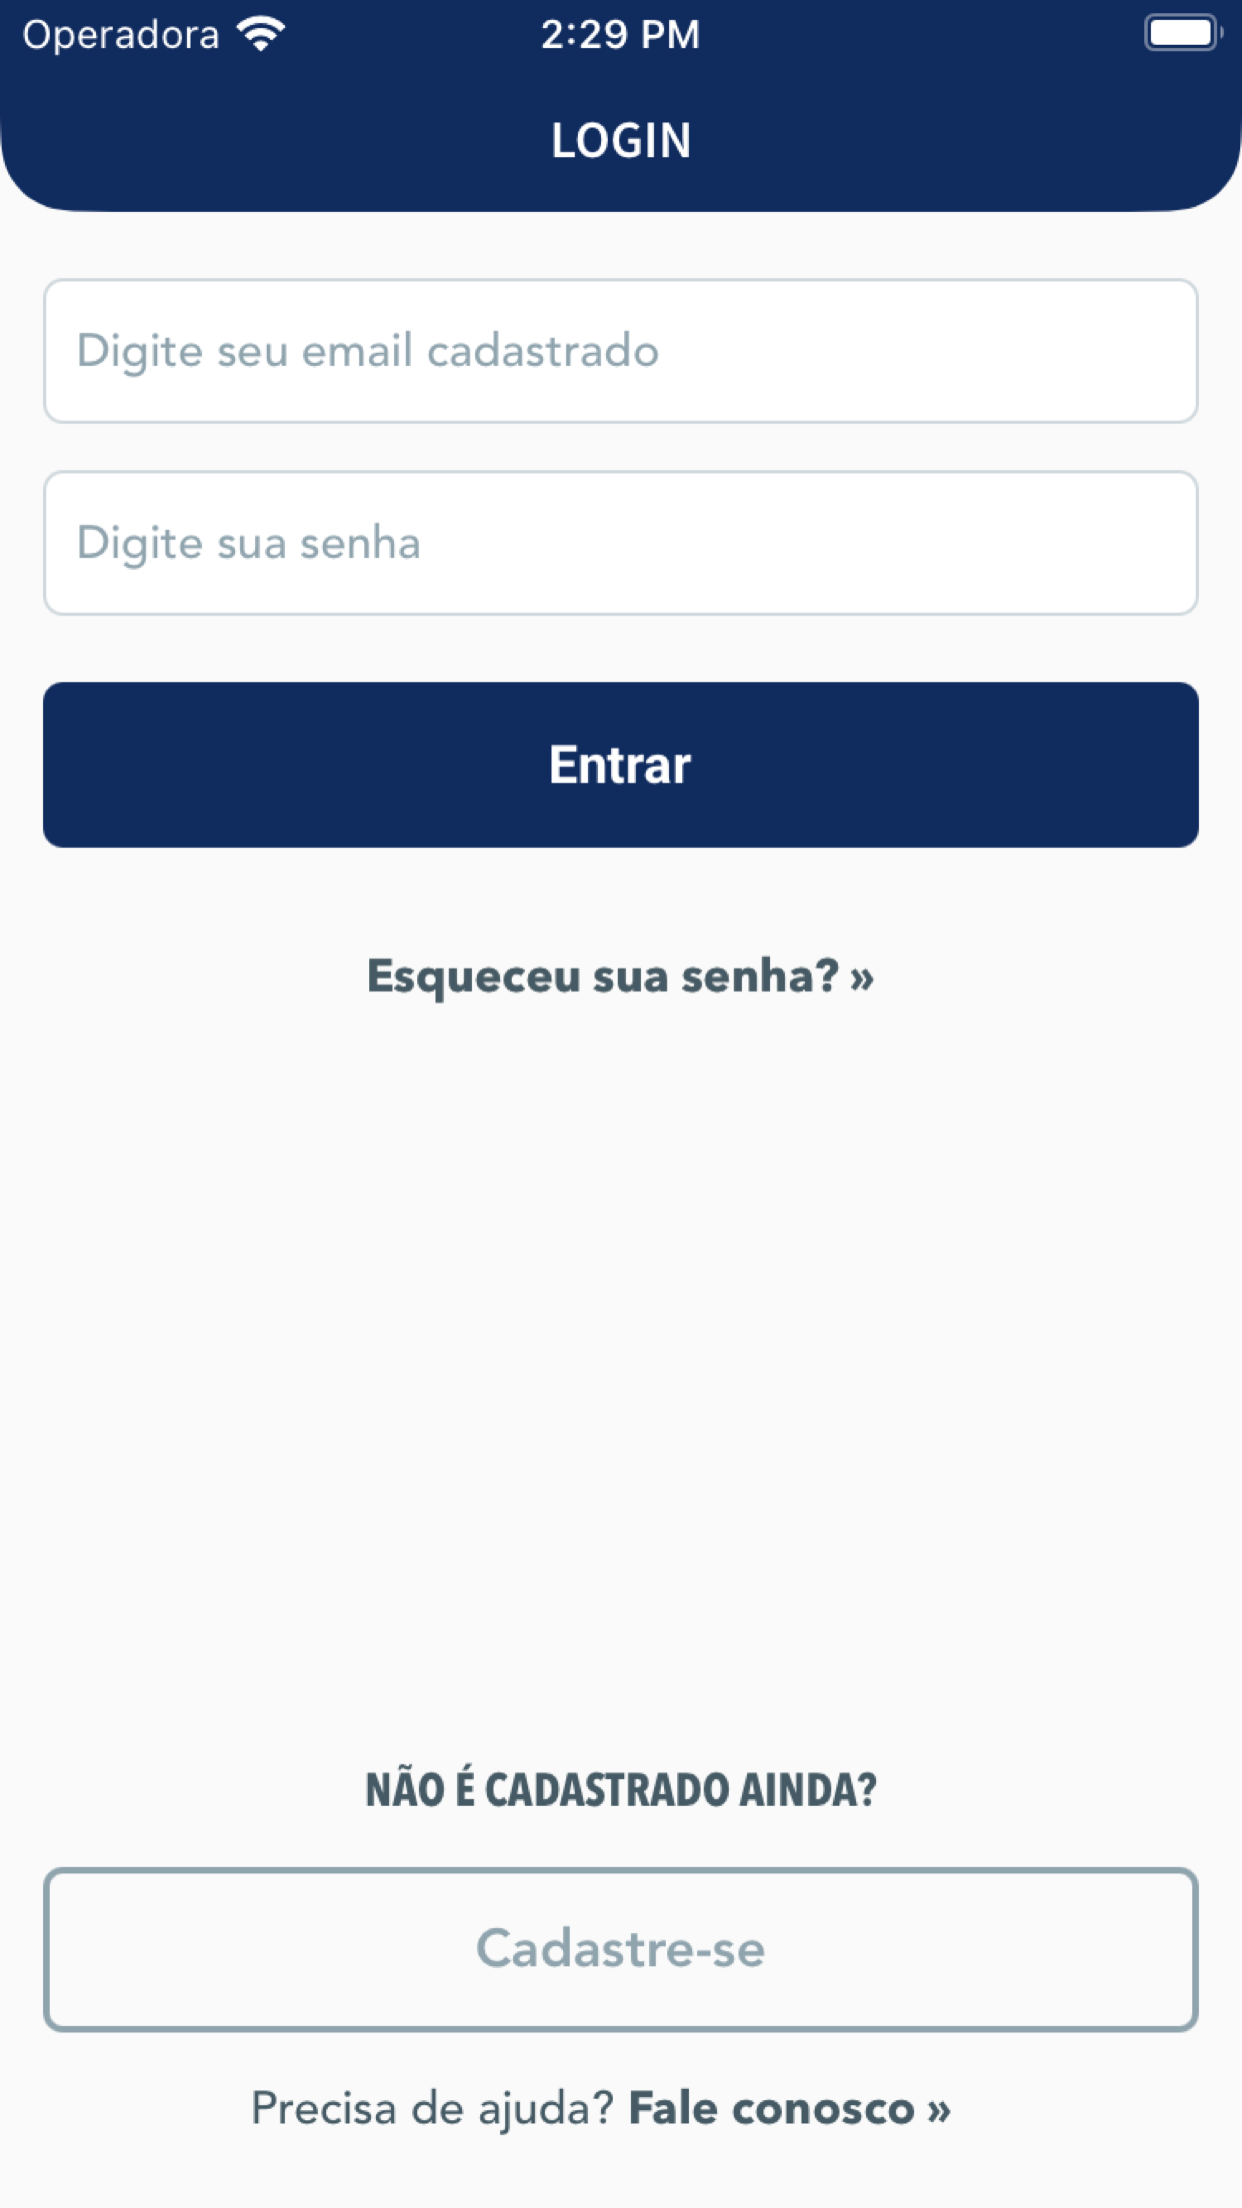 Operadora 2:29 PM
LOGIN
Digite seu email cadastrado
Digite sua senha
Entrar
Esqueceu sua senha? »
NÃO É CADASTRADO AINDA?
Cadastre-se
Precisa de ajuda? Fale conosco »